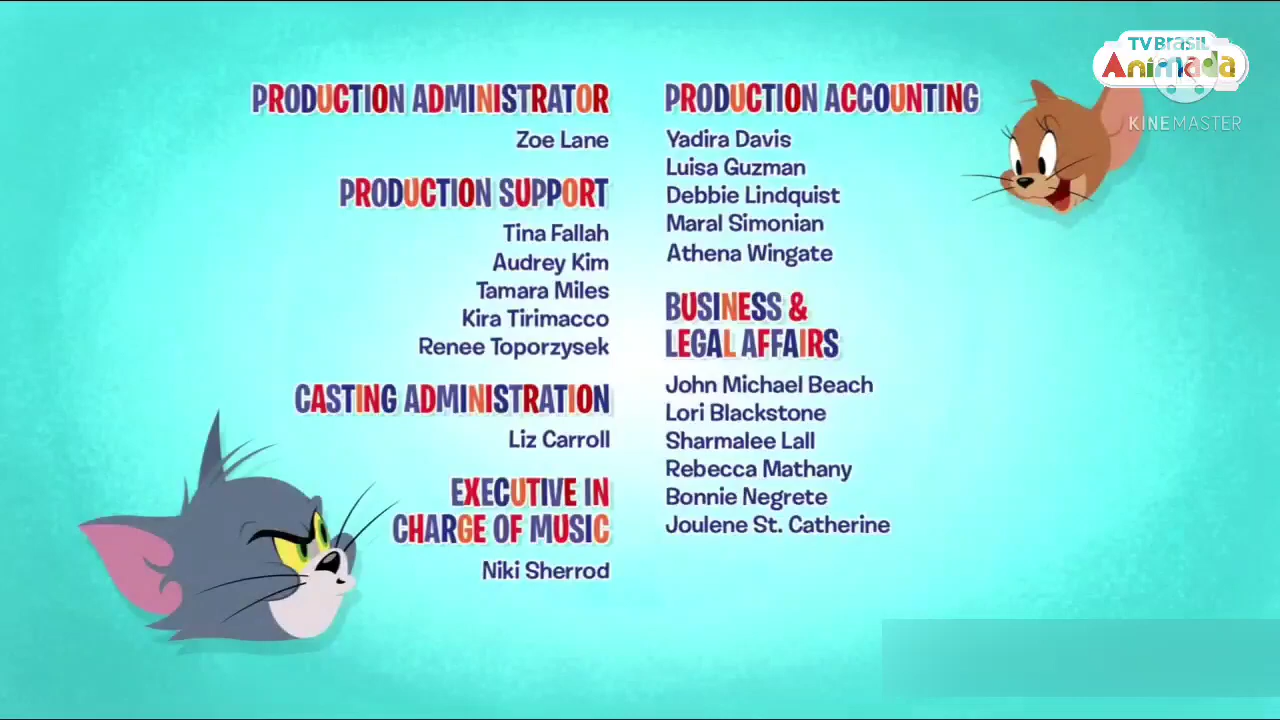 PRODUCTION ADMINISTRATOR
Zoe Lane
PRODUCTION SUPPORT
Tina Fallah
Audrey Kim
Tamara Miles
Kira Tirimacco
Renee Toporzysek
CASTING ADMINISTRATION
Liz Carroll
EXECUTIVE IN
CHARGE OF MUSIC
Niki Sherrod
PRODUCTION ACCOUNTING
Yadira Davis
Luisa Guzman
Debbie Lindquist
Maral Simonian
Athena Wingate
BUSINESS &
LEGAL AFFAIRS
John Michael Beach
Lori Blackstone
Sharmalee Lall
Rebecca Mathany
Bonnie Negrete
Joulene St. Catherine
TV BRASIL
Animada
KINEMASTER